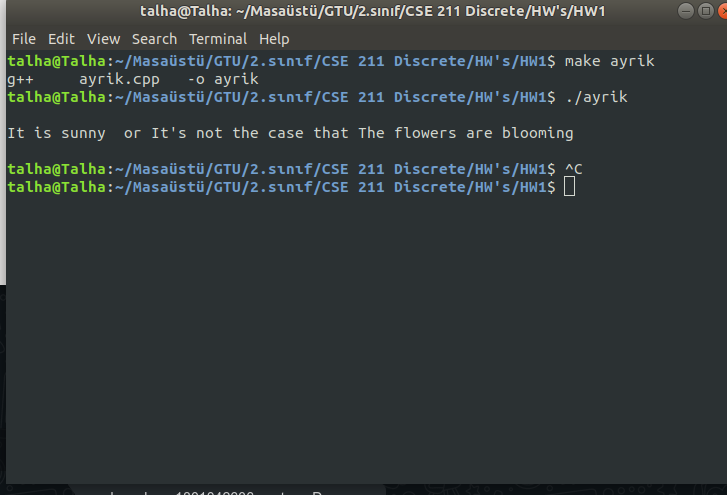 talha@Talha: ~/Masaüstü/GTU/2.sınıf/CSE 211 Discrete/HW's/HW1
File Edit View Search Terminal Help
talha@Talha:~/Masaüstü/GTU/2.sınıf/CSE 211 Discrete/HW's/HW1$ make ayrik
g++     ayrik.cpp   -o ayrik
talha@Talha:~/Masaüstü/GTU/2.sınıf/CSE 211 Discrete/HW's/HW1$ ./ayrik
It is sunny  or It's not the case that The flowers are blooming
talha@Talha:~/Masaüstü/GTU/2.sınıf/CSE 211 Discrete/HW's/HW1$ ^C
talha@Talha:~/Masaüstü/GTU/2.sınıf/CSE 211 Discrete/HW's/HW1$